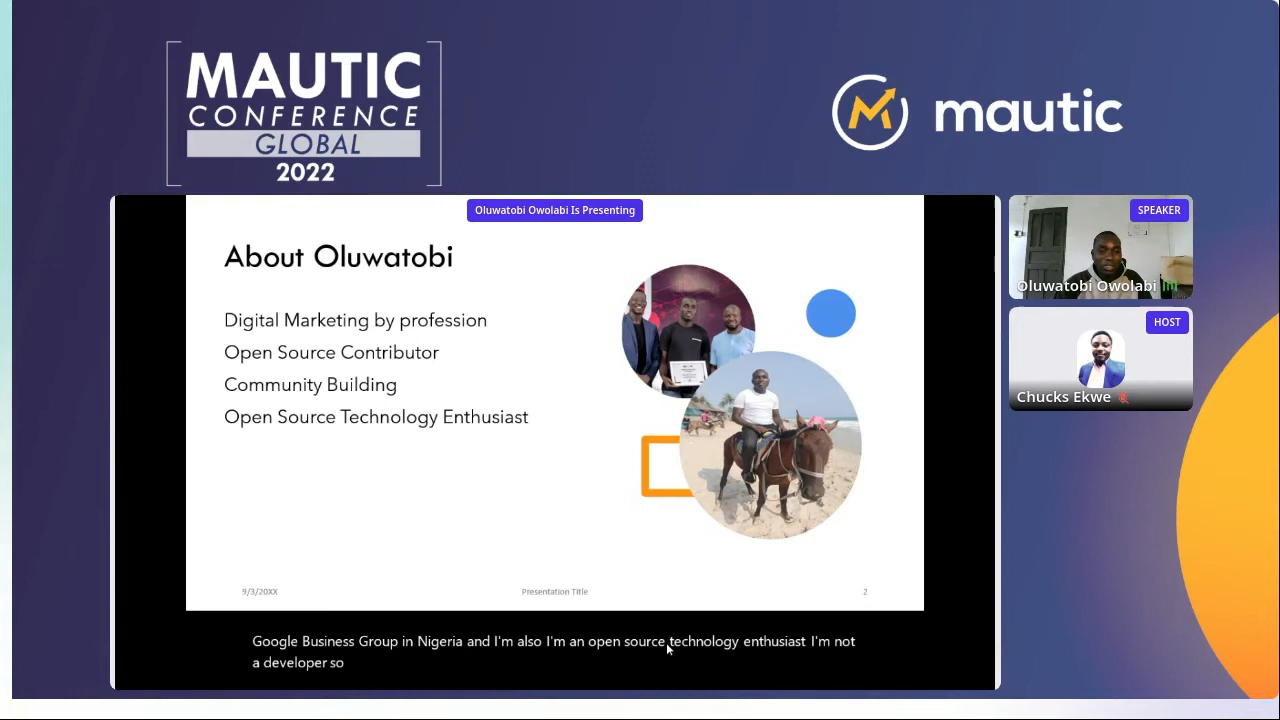 MAUTIC
CONFERENCE
GLOBAL
2022
mautic
Oluwatobi Owolabi Is Presenting
About Oluwatobi
Digital Marketing by profession
Open Source Contributor
Community Building
Open Source Technology Enthusiast
9/3/20XX
Presentation Title
2
Google Business Group in Nigeria and I'm also I'm an open source technology enthusiast I'm not
a developer so
SPEAKER
Oluwatobi Owolabi
HOST
Chucks Ekwe